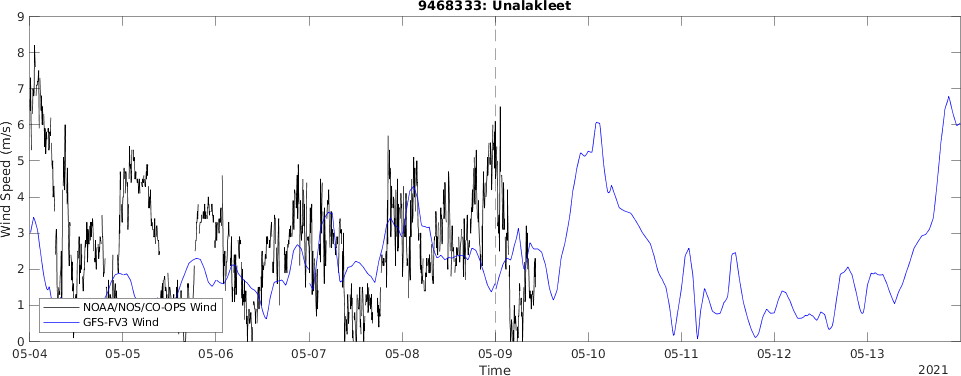 9468333: Unalakleet
Wind Speed (m/s)
9
8
7
6
5
4
3
2
1
0
NOAA/NOS/CO-OPS Wind
GFS-FV3 Wind
05-04 05-05 05-06 05-07 05-08 05-09 05-10 05-11 05-12 05-13
Time
2021